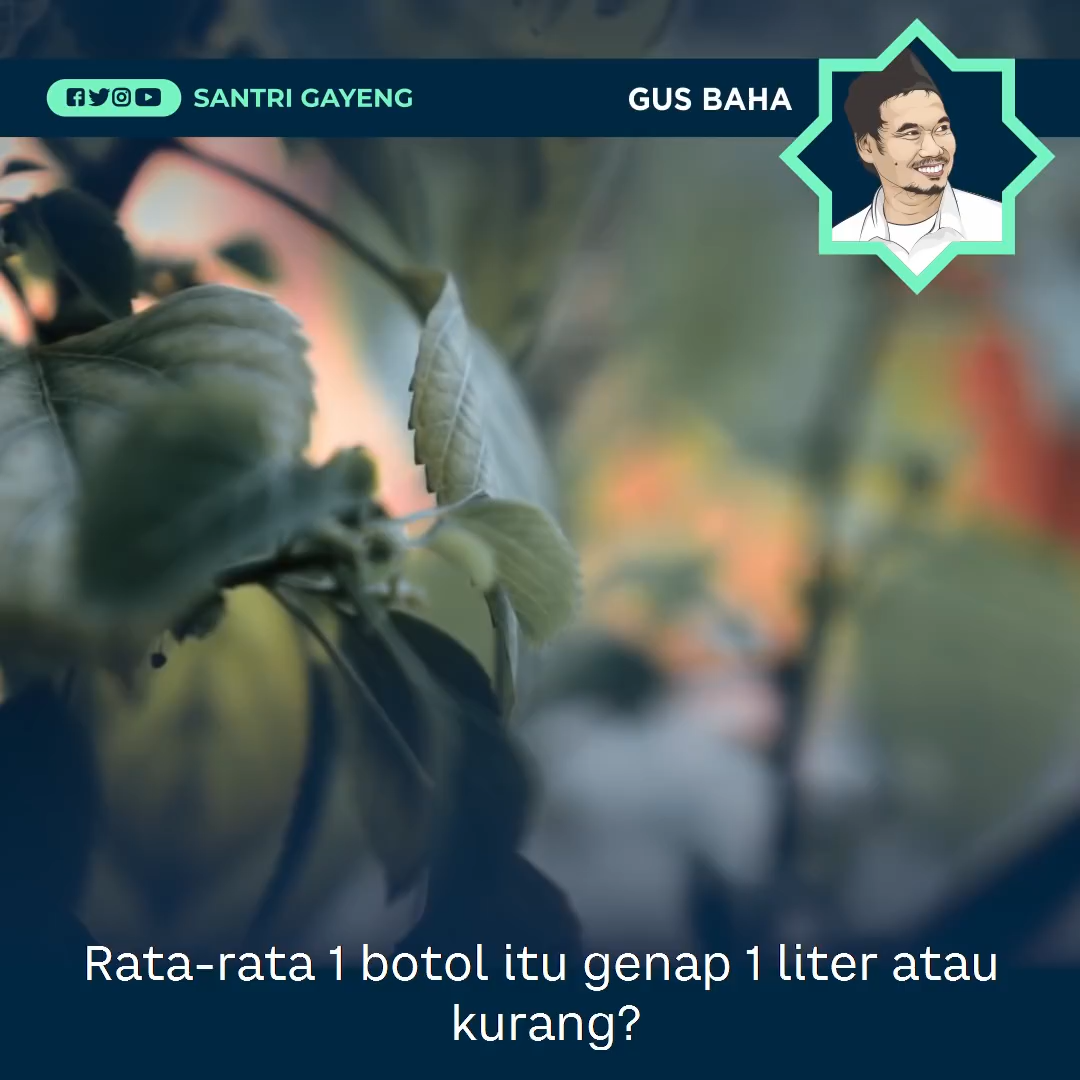 SANTRI GAYENG
GUS BAHA
Rata-rata 1 botol itu genap 1 liter atau
kurang?